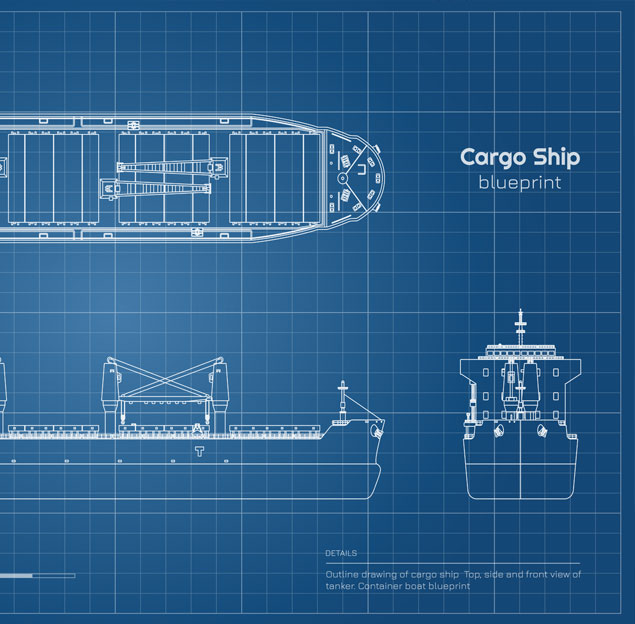 Cargo Ship
blueprint
T
DETAILS
Outline drawing of cargo ship Top, side and front view of
tanker. Container boat blueprint